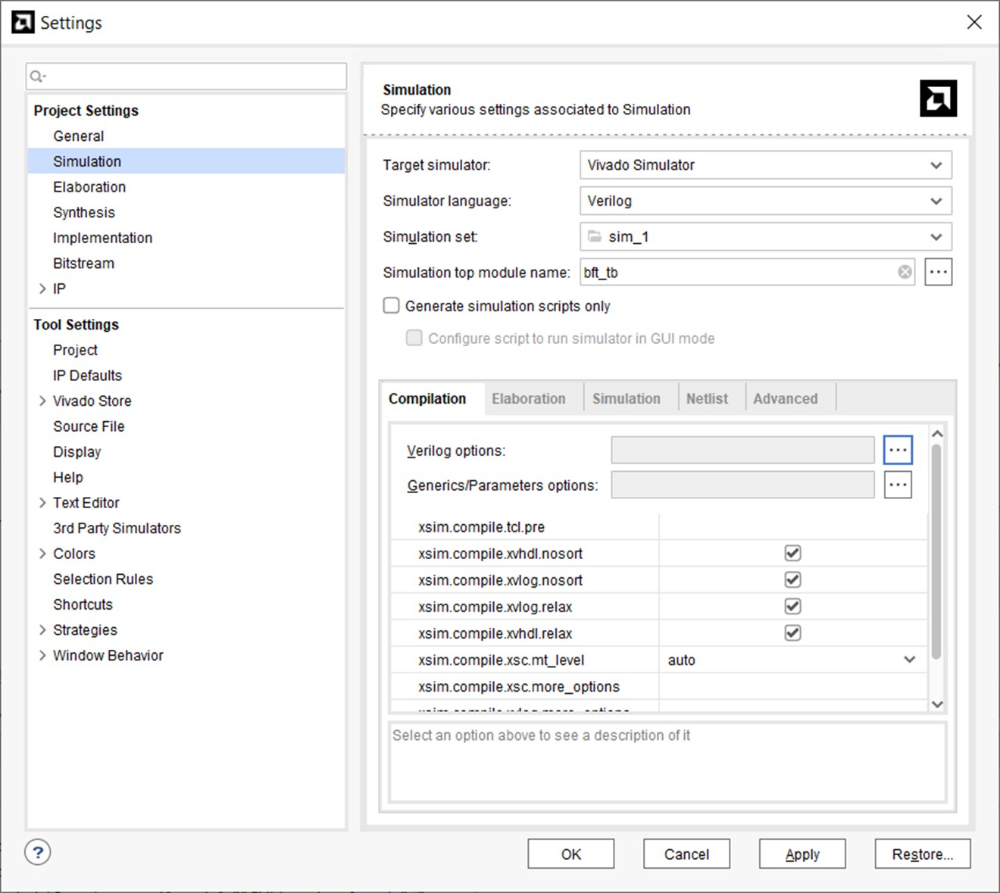 Settings
Project Settings
General
Simulation
Elaboration
Synthesis
Implementation
Bitstream
IP
Tool Settings
Project
IP Defaults
Vivado Store
Source File
Display
Help
Text Editor
3rd Party Simulators
Colors
Selection Rules
Shortcuts
Strategies
Window Behavior
Simulation
Specify various settings associated to Simulation
Target simulator: Vivado Simulator
Simulator language: Verilog
Simulation set: sim_1
Simulation top module name: bft_tb ...
Generate simulation scripts only
Configure script to run simulator in GUI mode
Compilation Elaboration Simulation Netlist Advanced
Verilog options: ...
Generics/Parameters options: ...
xsim.compile.tcl.pre
xsim.compile.xvhdl.nosort
xsim.compile.xvlog.nosort
xsim.compile.xvlog.relax
xsim.compile.xvhdl.relax
xsim.compile.xsc.mt_level auto
xsim.compile.xsc.more_options
Select an option above to see a description of it
? OK Cancel Apply Restore...